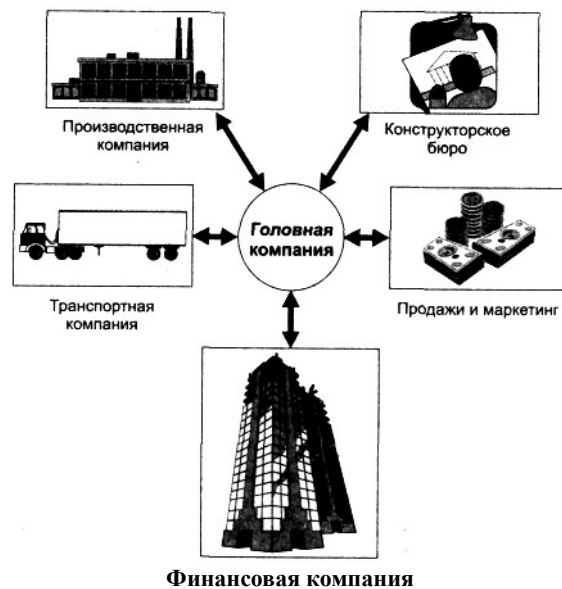 Производственная
компания
Конструкторское
бюро
Головная
компания
Транспортная
компания
Продажи и маркетинг
Финансовая компания